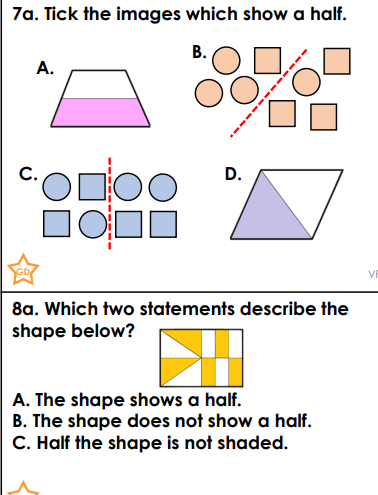 7a. Tick the images which show a half.
A.
B.
C.
D.
GD
8a. Which two statements describe the
shape below?
A. The shape shows a half.
B. The shape does not show a half.
C. Half the shape is not shaded.